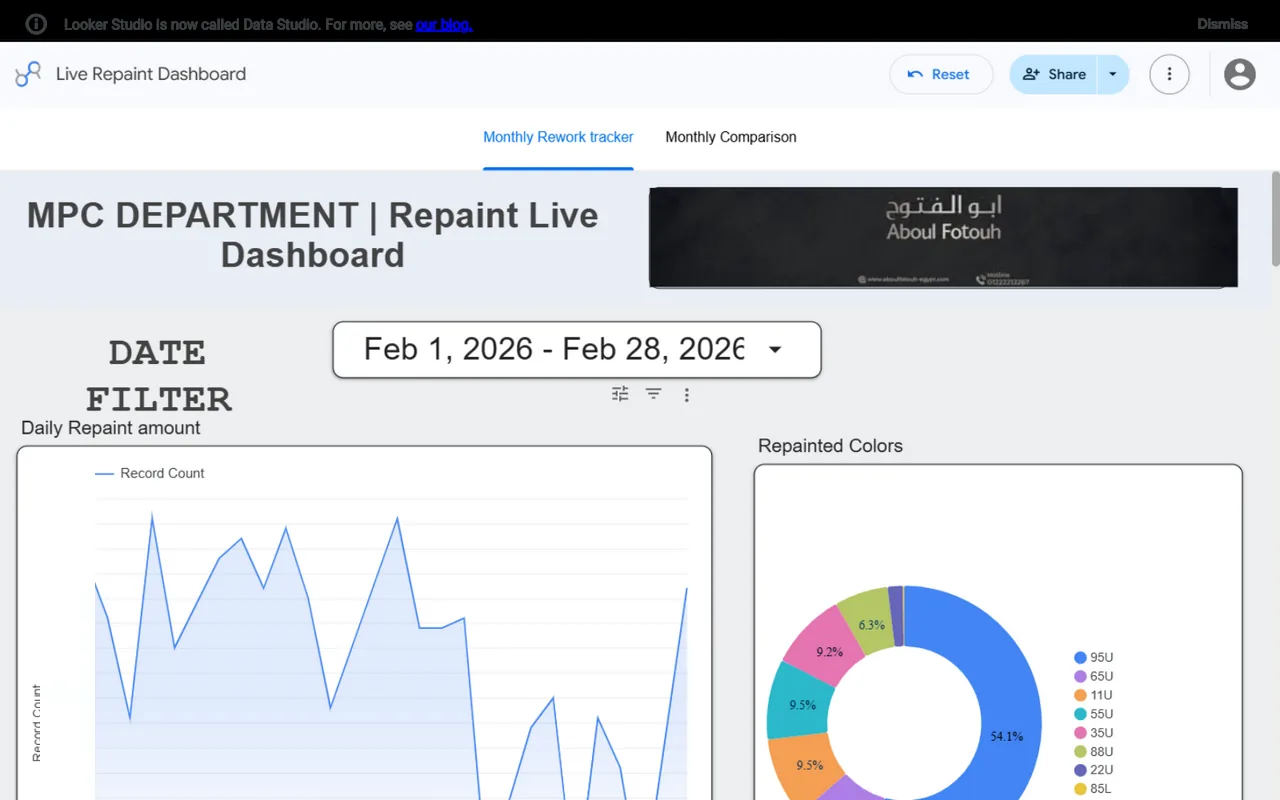 Looker Studio is now called Data Studio. For more, see our blog.
Dismiss
Live Repaint Dashboard
Reset
Share
Monthly Rework tracker
Monthly Comparison
MPC DEPARTMENT | Repaint Live
Dashboard
ابو الفتوح
Aboul Fotouh
Hotline
DATE
FILTER
Feb 1, 2026 - Feb 28, 2026
Daily Repaint amount
Record Count
Record Count
Repainted Colors
6.3%
9.2%
9.5%
9.5%
54.1%
95U
65U
11U
55U
35U
88U
22U
85L